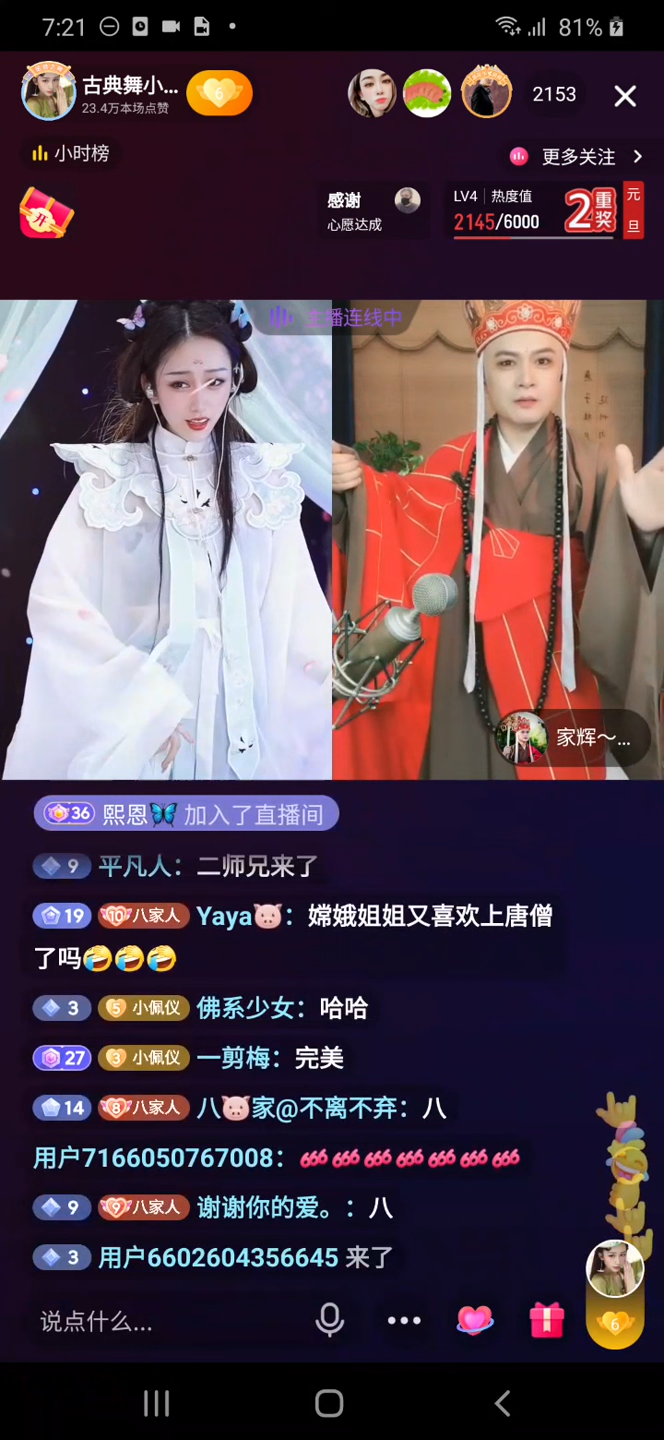 7:21
81%
古典舞小...
23.4万本场点赞
6
2153
小时榜
更多关注
开
感谢
心愿达成
LV4 热度值
2145/6000
2重奖
元旦
主播连线中
家辉～...
36 熙恩🦋 加入了直播间
9 平凡人：二师兄来了
19 10 八家人 Yaya🐷：嫦娥姐姐又喜欢上唐僧
了吗🤣🤣🤣
3 5 小佩仪 佛系少女：哈哈
27 3 小佩仪 一剪梅：完美
14 8 八家人 八🐷家@不离不弃：八
用户7166050767008：666 666 666 666 666 666 666
9 9 八家人 谢谢你的爱。：八
3 用户6602604356645 来了
说点什么...
6